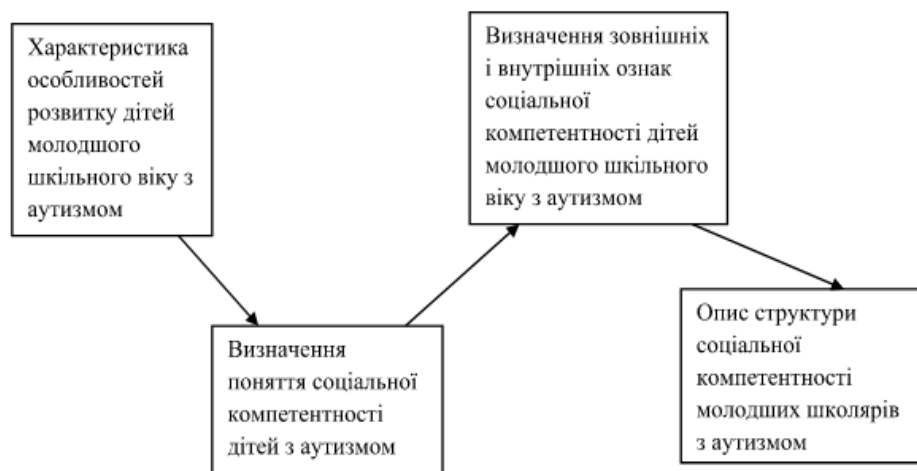 Характеристика
особливостей
розвитку дітей
молодшого
шкільного віку з
аутизмом
Визначення
поняття соціальної
компетентності
дітей з аутизмом
Визначення зовнішніх
і внутрішніх ознак
соціальної
компетентності дітей
молодшого шкільного
віку з аутизмом
Опис структури
соціальної
компетентності
молодших школярів
з аутизмом